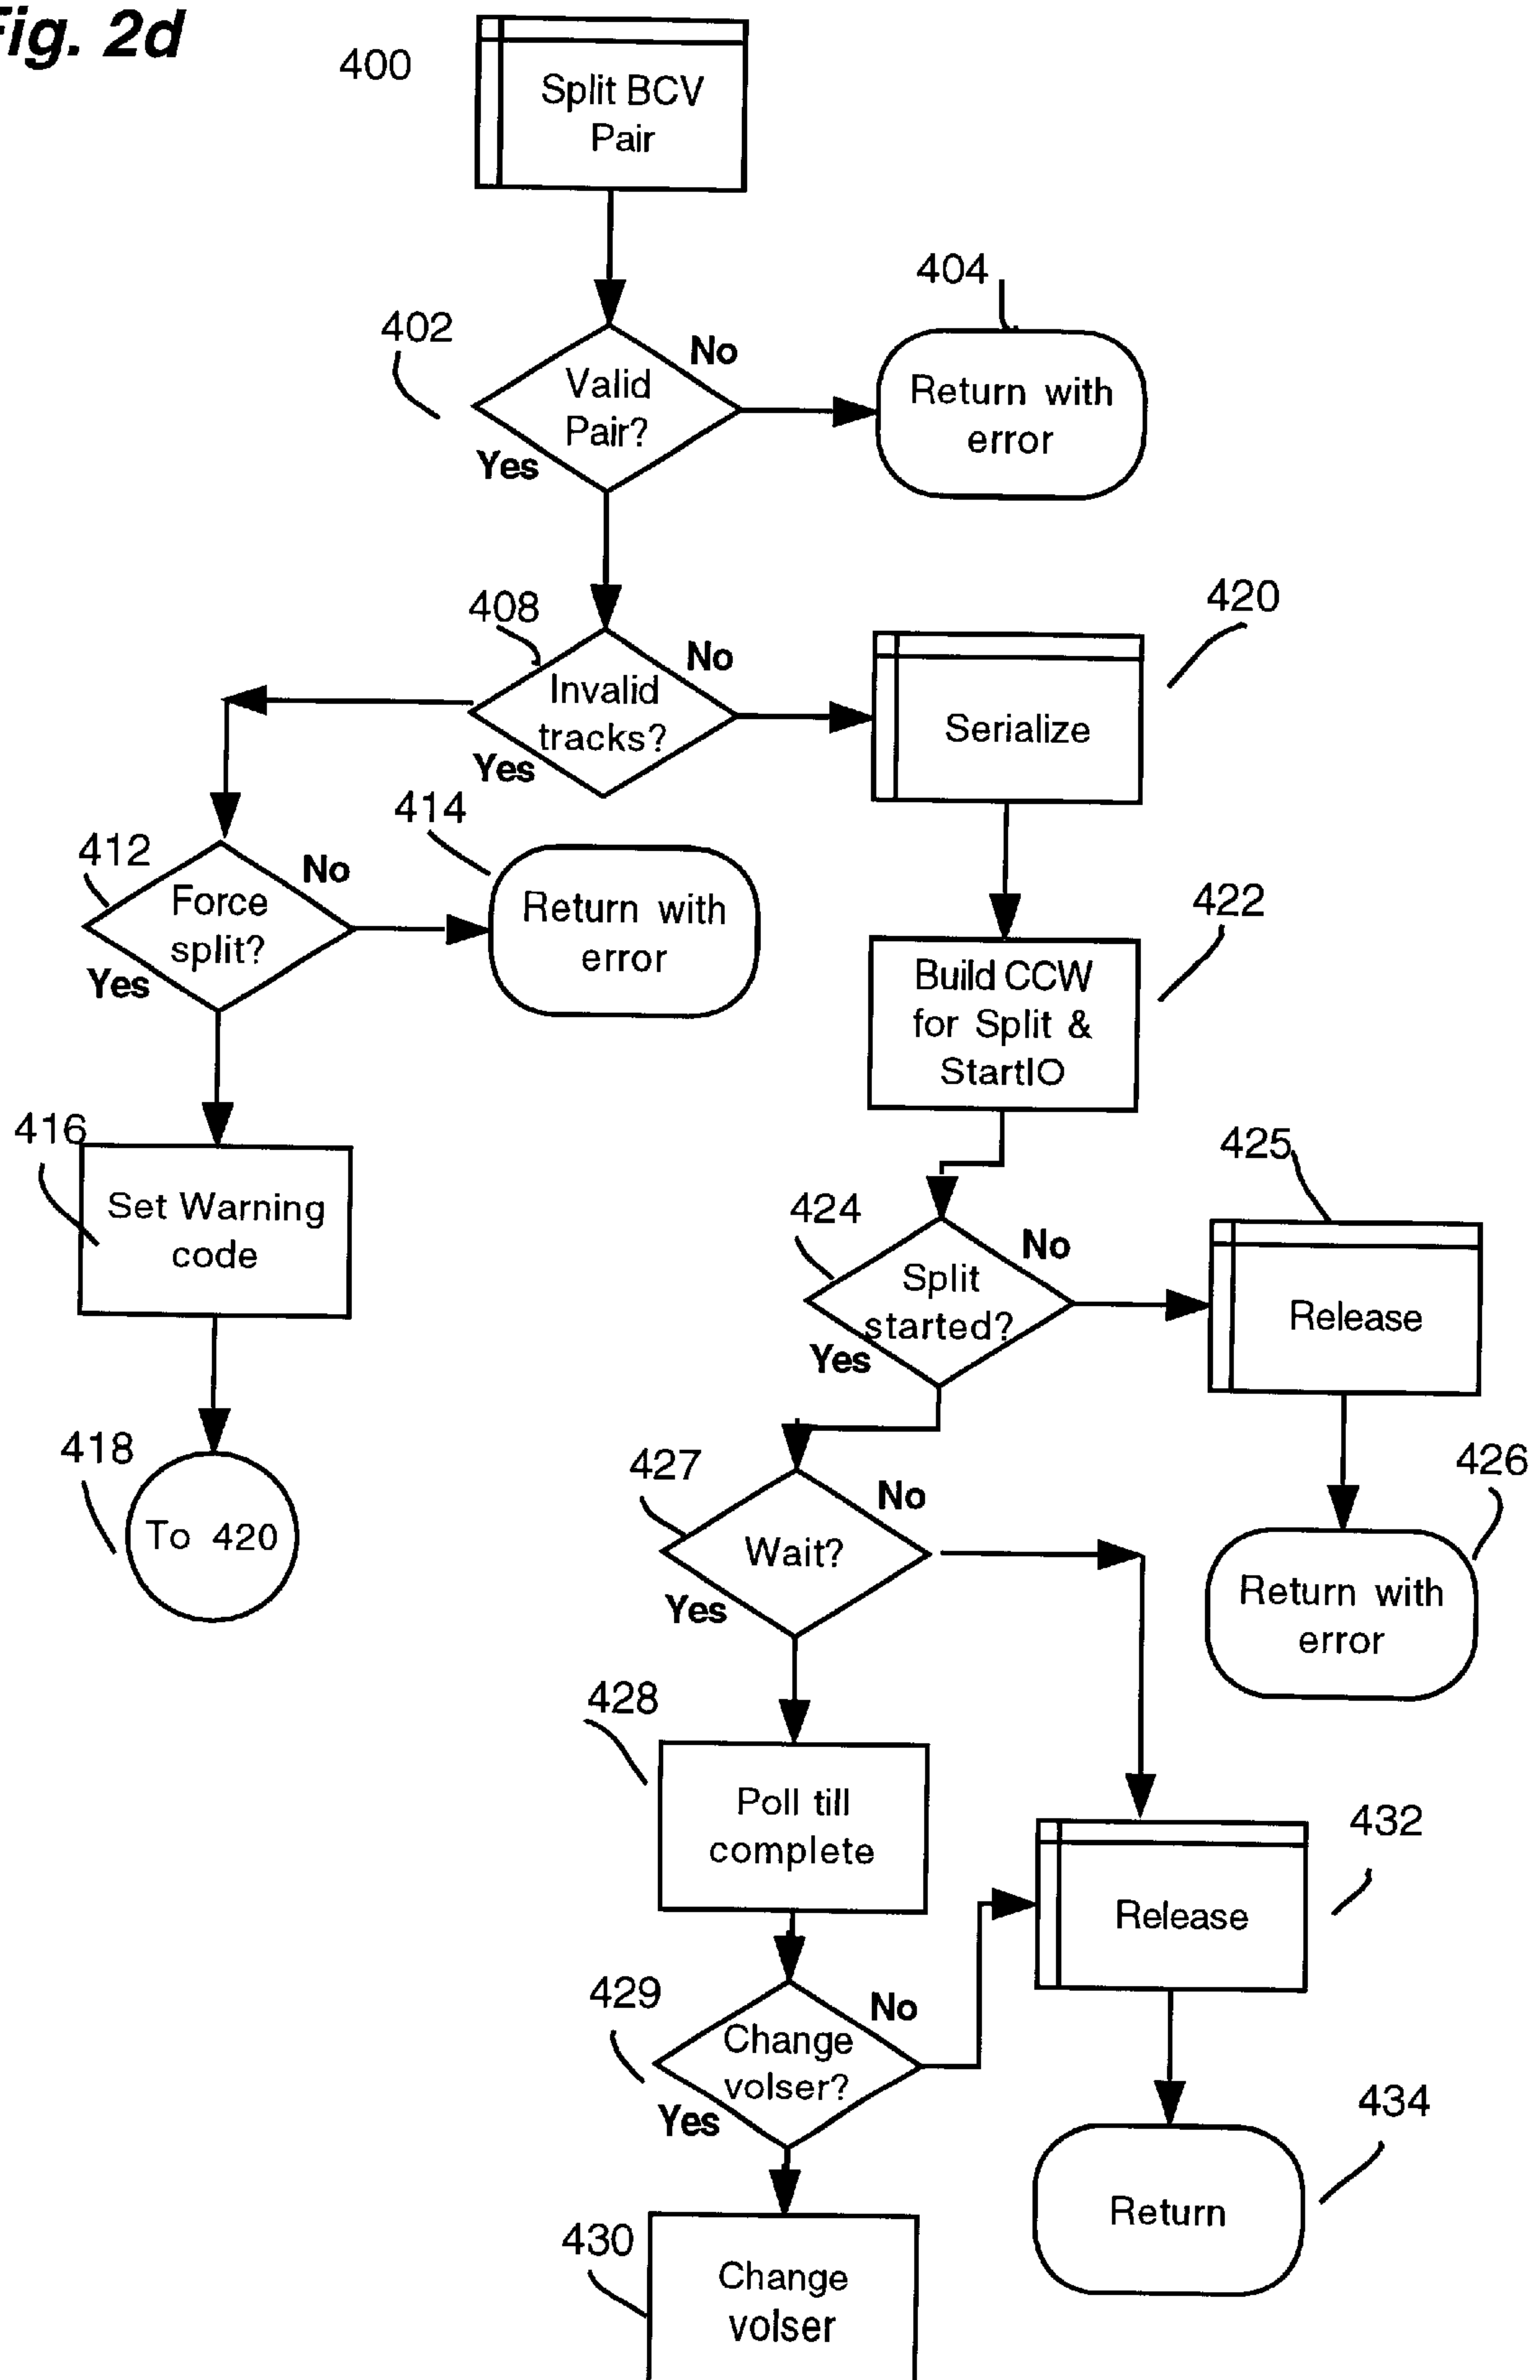 Fig. 2d
400
Split BCV
Pair
404
402
No
Valid
Pair?
Yes
Return with
error
408
420
No
Invalid
tracks?
Yes
Serialize
414
412
No
Force
split?
Yes
Return with
error
422
Build CCW
for Split &
StartIO
416
Set Warning
code
425
424
No
Split
started?
Yes
Release
418
To 420
427
No
Wait?
Yes
426
Return with
error
428
Poll till
complete
432
Release
429
No
Change
volser?
Yes
434
Return
430
Change
volser